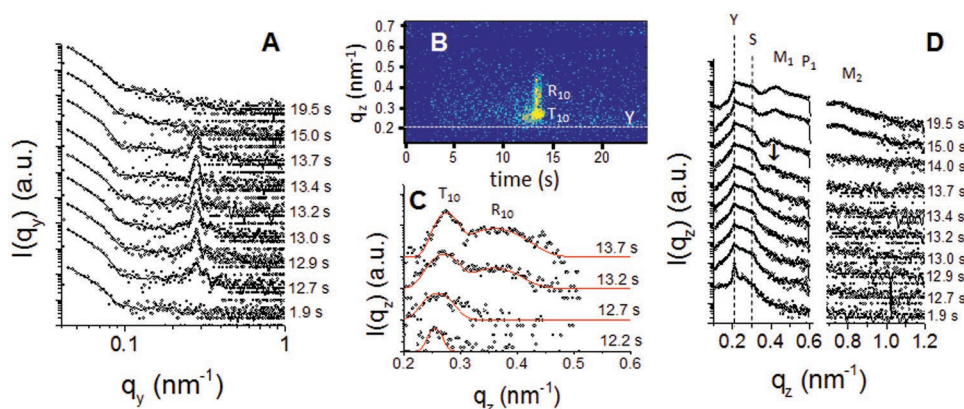 A
I(q_y) (a.u.)
19.5 s
15.0 s
13.7 s
13.4 s
13.2 s
13.0 s
12.9 s
12.7 s
1.9 s
0.1
1
q_y (nm⁻¹)
B
q_z (nm⁻¹)
0.7
0.6
0.5
0.4
0.3
0.2
R₁₀
T₁₀
Y
0
5
10
15
20
time (s)
C
T₁₀
R₁₀
I(q_z) (a.u.)
13.7 s
13.2 s
12.7 s
12.2 s
0.2
0.3
0.4
0.5
0.6
q_z (nm⁻¹)
D
Y
S
M₁
P₁
M₂
I(q_z) (a.u.)
19.5 s
15.0 s
14.0 s
13.7 s
13.4 s
13.2 s
13.0 s
12.9 s
12.7 s
1.9 s
0.2
0.4
0.6
0.8
1.0
1.2
q_z (nm⁻¹)